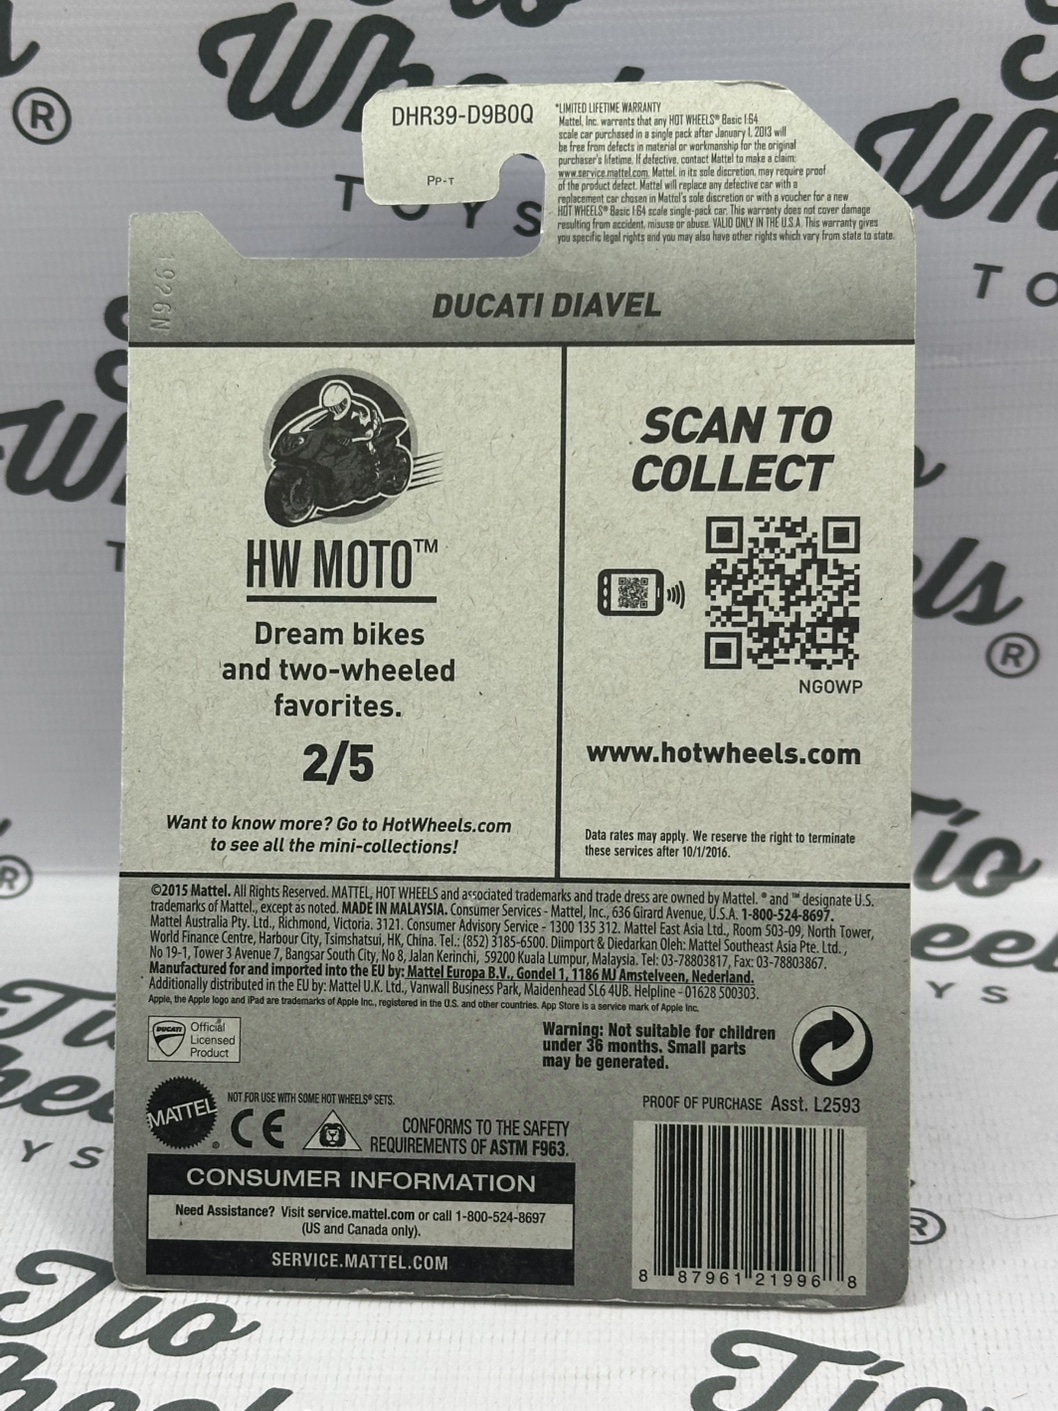 DHR39-D9B0Q
Pp-T
*LIMITED LIFETIME WARRANTY
Mattel, Inc. warrants that any HOT WHEELS® Basic 1:64
scale car purchased in a single pack after January 1, 2013 will
be free from defects in material or workmanship for the original
purchaser's lifetime. If defective, contact Mattel to make a claim:
www.service.mattel.com. Mattel, in its sole discretion, may require proof
of the product defect. Mattel will replace any defective car with a
replacement car chosen in Mattel's sole discretion or with a voucher for a new
HOT WHEELS® Basic 1:64 scale single-pack car. This warranty does not cover damage
resulting from accident, misuse or abuse. VALID ONLY IN THE U.S.A. This warranty gives
you specific legal rights and you may also have other rights which vary from state to state.
1926N
DUCATI DIAVEL
HW MOTO™
Dream bikes
and two-wheeled
favorites.
2/5
Want to know more? Go to HotWheels.com
to see all the mini-collections!
SCAN TO
COLLECT
NGOWP
www.hotwheels.com
Data rates may apply. We reserve the right to terminate
these services after 10/1/2016.
©2015 Mattel. All Rights Reserved. MATTEL, HOT WHEELS and associated trademarks and trade dress are owned by Mattel. ® and ™ designate U.S.
trademarks of Mattel, except as noted. MADE IN MALAYSIA. Consumer Services - Mattel, Inc., 636 Girard Avenue, U.S.A. 1-800-524-8697.
Mattel Australia Pty. Ltd., Richmond, Victoria. 3121. Consumer Advisory Service - 1300 135 312. Mattel East Asia Ltd., Room 503-09, North Tower,
World Finance Centre, Harbour City, Tsimshatsui, HK, China. Tel.: (852) 3185-6500. Diimport & Diedarkan Oleh: Mattel Southeast Asia Pte. Ltd.,
No 19-1, Tower 3 Avenue 7, Bangsar South City, No 8, Jalan Kerinchi, 59200 Kuala Lumpur, Malaysia. Tel: 03-78803817, Fax: 03-78803867.
Manufactured for and imported into the EU by: Mattel Europa B.V., Gondel 1, 1186 MJ Amstelveen, Nederland.
Additionally distributed in the EU by: Mattel U.K. Ltd., Vanwall Business Park, Maidenhead SL6 4UB. Helpline - 01628 500303.
Apple, the Apple logo and iPad are trademarks of Apple Inc., registered in the U.S. and other countries. App Store is a service mark of Apple Inc.
DUCATI
Official
Licensed
Product
Warning: Not suitable for children
under 36 months. Small parts
may be generated.
MATTEL®
NOT FOR USE WITH SOME HOT WHEELS® SETS.
CE
CONFORMS TO THE SAFETY
REQUIREMENTS OF ASTM F963.
PROOF OF PURCHASE Asst. L2593
CONSUMER INFORMATION
Need Assistance? Visit service.mattel.com or call 1-800-524-8697
(US and Canada only).
SERVICE.MATTEL.COM
8 87961 21996 8
Tio
Wheels
TOYS
®